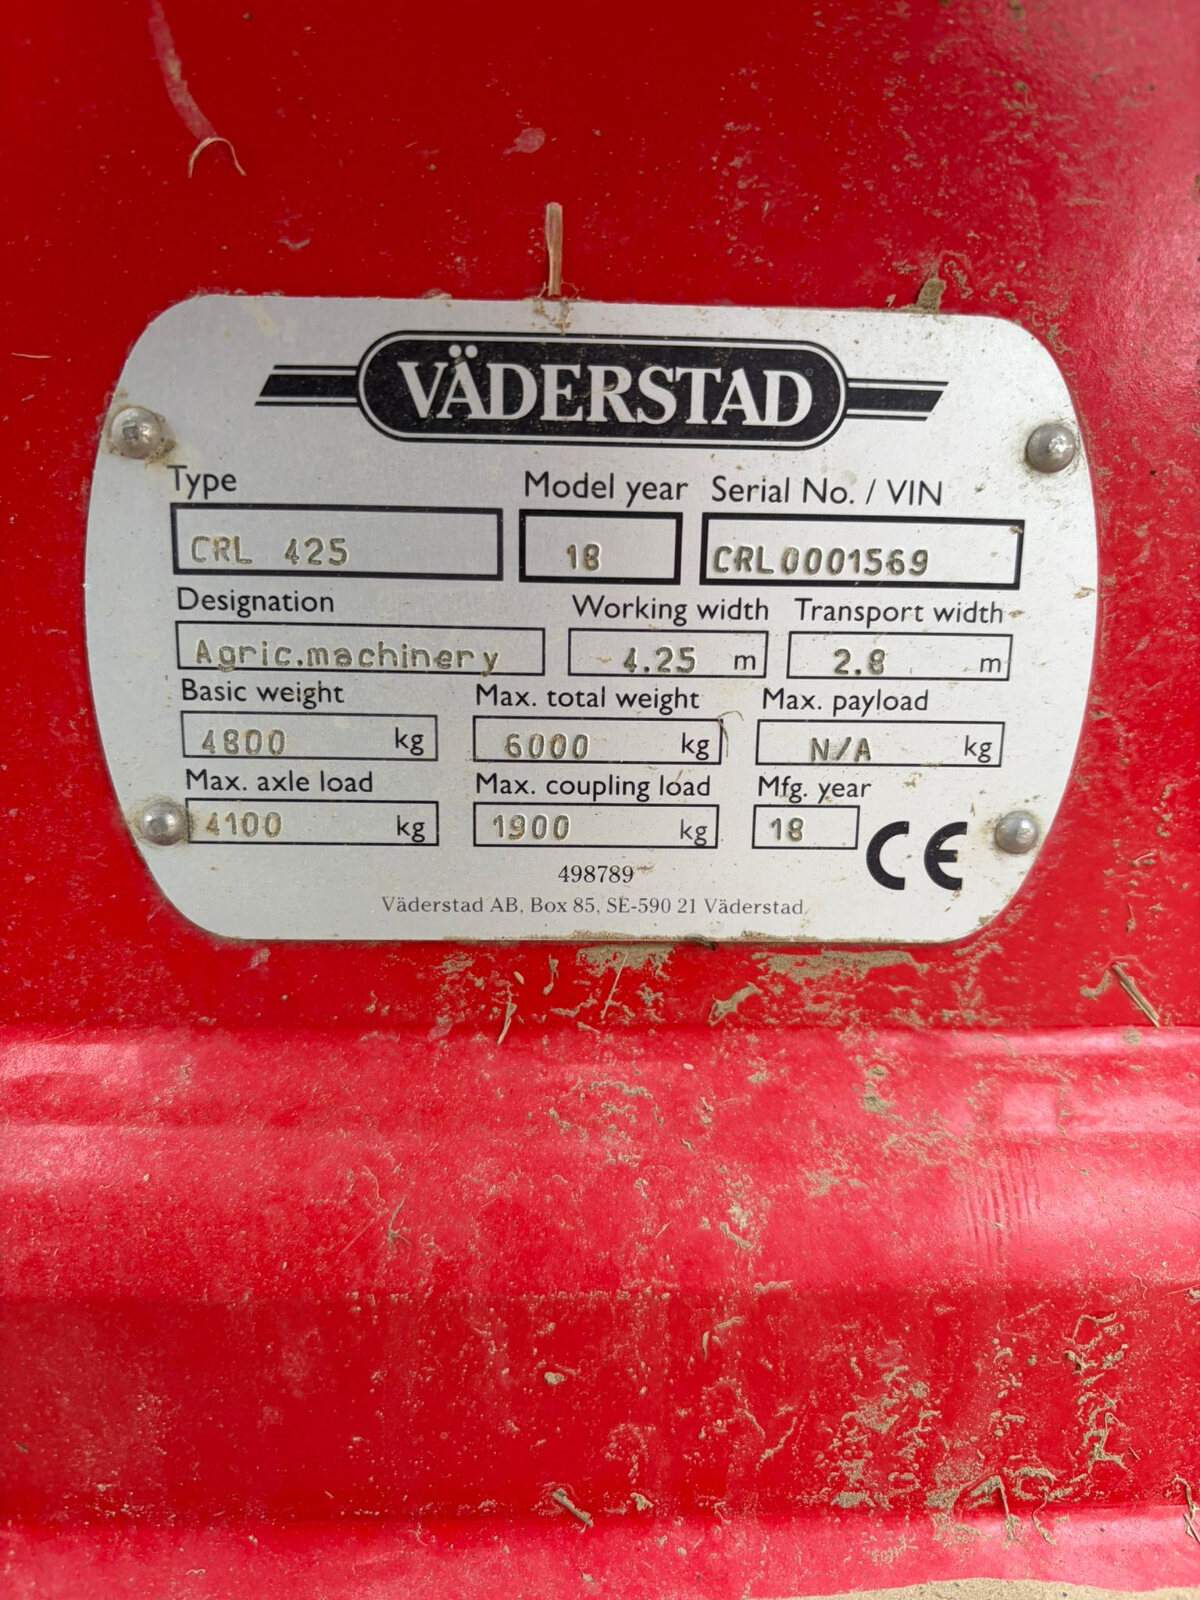 VÄDERSTAD
Type Model year Serial No. / VIN
CRL 425 18 CRL0001569
Designation Working width Transport width
Agric.machinery 4.25 m 2.8 m
Basic weight Max. total weight Max. payload
4800 kg 6000 kg N/A kg
Max. axle load Max. coupling load Mfg. year
4100 kg 1900 kg 18 CE
498789
Väderstad AB, Box 85, SE-590 21 Väderstad